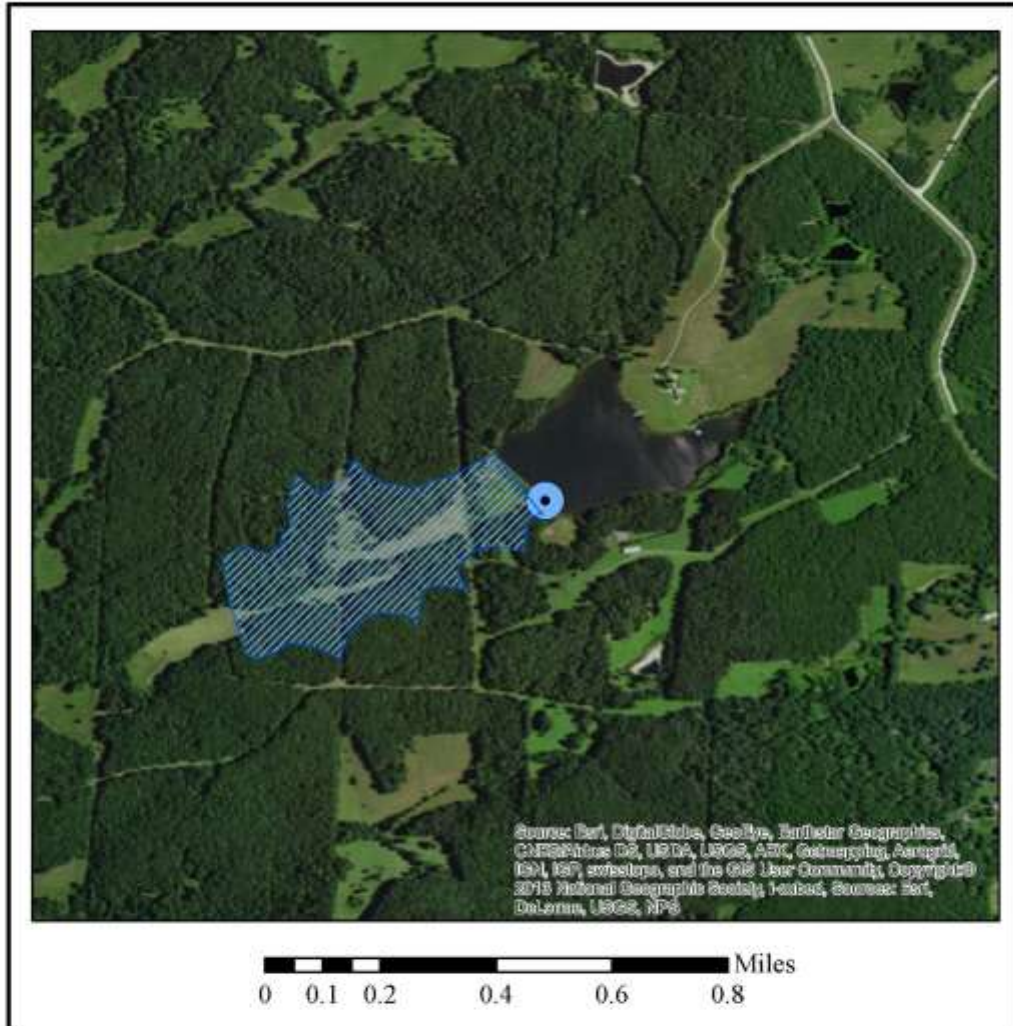 Source: Esri, DigitalGlobe, GeoEye, Earthstar Geographics,
CNES/Airbus DS, USDA, USGS, AEX, Getmapping, Aerogrid,
IGN, IGP, swisstopo, and the GIS User Community, Copyright:©
2013 National Geographic Society, i-cubed, Sources: Esri,
DeLorme, USGS, NPS
Miles
0 0.1 0.2 0.4 0.6 0.8